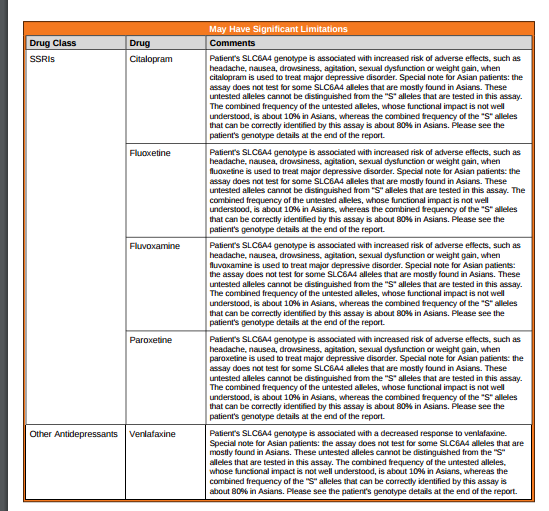 May Have Significant Limitations
Drug Class Drug Comments
SSRIs Citalopram Patient's SLC6A4 genotype is associated with increased risk of adverse effects, such as
headache, nausea, drowsiness, agitation, sexual dysfunction or weight gain, when
citalopram is used to treat major depressive disorder. Special note for Asian patients: the
assay does not test for some SLC6A4 alleles that are mostly found in Asians. These
untested alleles cannot be distinguished from the "S" alleles that are tested in this assay.
The combined frequency of the untested alleles, whose functional impact is not well
understood, is about 10% in Asians, whereas the combined frequency of the "S" alleles
that can be correctly identified by this assay is about 80% in Asians. Please see the
patient's genotype details at the end of the report.
Fluoxetine Patient's SLC6A4 genotype is associated with increased risk of adverse effects, such as
headache, nausea, drowsiness, agitation, sexual dysfunction or weight gain, when
fluoxetine is used to treat major depressive disorder. Special note for Asian patients: the
assay does not test for some SLC6A4 alleles that are mostly found in Asians. These
untested alleles cannot be distinguished from "S" alleles that are tested in this assay. The
combined frequency of the untested alleles, whose functional impact is not well
understood, is about 10% in Asians, whereas the combined frequency of the "S" alleles
that can be correctly identified by this assay is about 80% in Asians. Please see the
patient's genotype details at the end of the report.
Fluvoxamine Patient's SLC6A4 genotype is associated with increased risk of adverse effects, such as
headache, nausea, drowsiness, agitation, sexual dysfunction or weight gain, when
fluvoxamine is used to treat major depressive disorder. Special note for Asian patients:
the assay does not test for some SLC6A4 alleles that are mostly found in Asians. These
untested alleles cannot be distinguished from the "S" alleles that are tested in this assay.
The combined frequency of the untested alleles, whose functional impact is not well
understood, is about 10% in Asians, whereas the combined frequency of the "S" alleles
that can be correctly identified by this assay is about 80% in Asians. Please see the
patient's genotype details at the end of the report.
Paroxetine Patient's SLC6A4 genotype is associated with increased risk of adverse effects, such as
headache, nausea, drowsiness, agitation, sexual dysfunction or weight gain, when
paroxetine is used to treat major depressive disorder. Special note for Asian patients: the
assay does not test for some SLC6A4 alleles that are mostly found in Asians. These
untested alleles cannot be distinguished from the "S" alleles that are tested in this assay.
The combined frequency of the untested alleles, whose functional impact is not well
understood, is about 10% in Asians, whereas the combined frequency of the "S" alleles
that can be correctly identified by this assay is about 80% in Asians. Please see the
patient's genotype details at the end of the report.
Other Antidepressants Venlafaxine Patient's SLC6A4 genotype is associated with a decreased response to venlafaxine.
Special note for Asian patients: the assay does not test for some SLC6A4 alleles that are
mostly found in Asians. These untested alleles cannot be distinguished from the "S"
alleles that are tested in this assay. The combined frequency of the untested alleles,
whose functional impact is not well understood, is about 10% in Asians, whereas the
combined frequency of the "S" alleles that can be correctly identified by this assay is
about 80% in Asians. Please see the patient's genotype details at the end of the report.